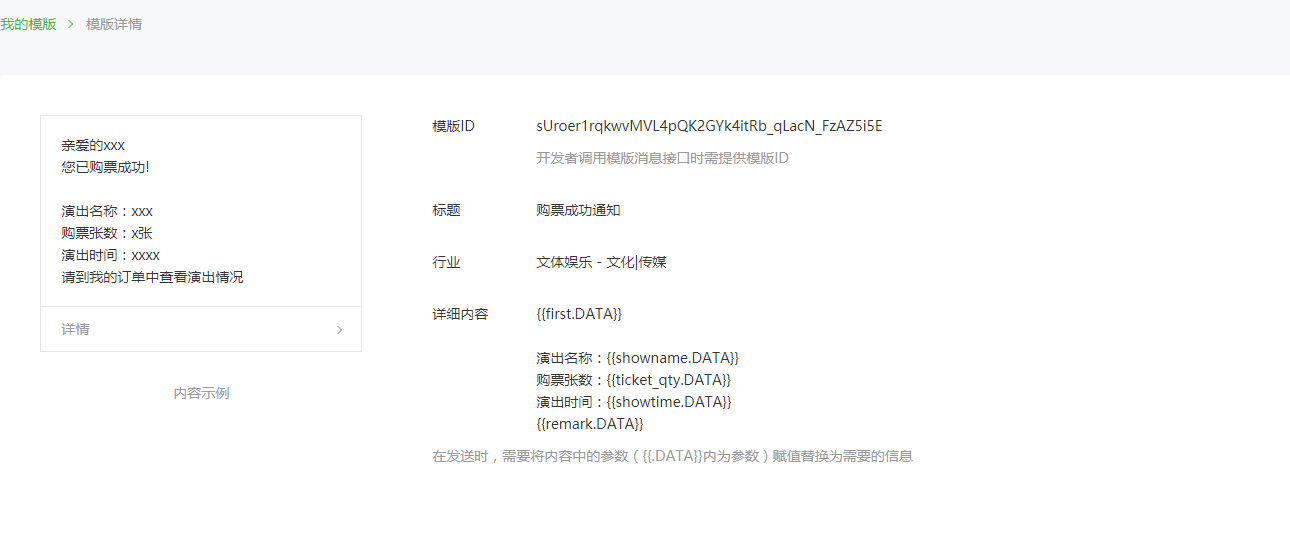 我的模版 > 模版详情
亲爱的xxx
您已购票成功!
演出名称：xxx
购票张数：x张
演出时间：xxxx
请到我的订单中查看演出情况
详情
内容示例
模版ID sUroer1rqkwvMVL4pQK2GYk4itRb_qLacN_FzAZ5i5E
开发者调用模版消息接口时需提供模版ID
标题 购票成功通知
行业 文体娱乐 - 文化|传媒
详细内容 {{first.DATA}}
演出名称：{{showname.DATA}}
购票张数：{{ticket_qty.DATA}}
演出时间：{{showtime.DATA}}
{{remark.DATA}}
在发送时，需要将内容中的参数（{{.DATA}}内为参数）赋值替换为需要的信息